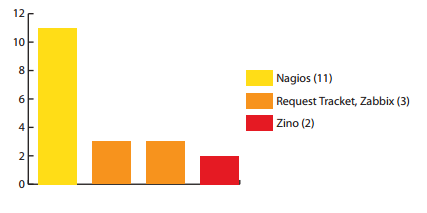 12
10
8
6
4
2
0
Nagios (11)
Request Tracket, Zabbix (3)
Zino (2)